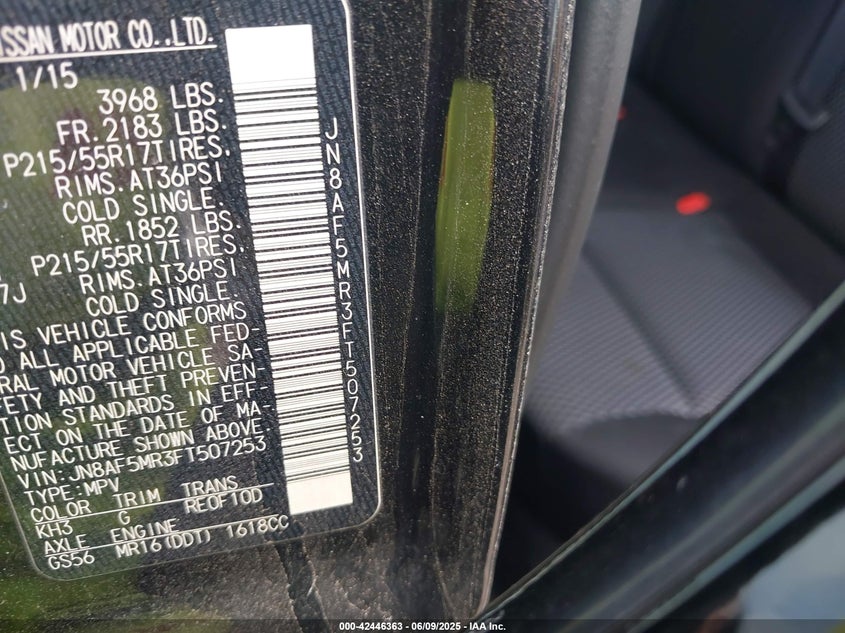 ISSAN MOTOR CO.,LTD.
1/15
3968 LBS.
FR.2183 LBS.
P215/55R17TIRES.
RIMS.AT36PSI
COLD SINGLE.
RR.1852 LBS.
P215/55R17TIRES.
7J RIMS.AT36PSI
COLD SINGLE.
IS VEHICLE CONFORMS
O ALL APPLICABLE FED-
RAL MOTOR VEHICLE SA-
FETY AND THEFT PREVEN-
TION STANDARDS IN EFF-
ECT ON THE DATE OF MA-
NUFACTURE SHOWN ABOVE
VIN:JN8AF5MR3FT507253
TYPE:MPV
COLOR TRIM TRANS
KH3 G REOF10D
AXLE ENGINE
GS56 MR16(DDT) 1618CC
JN8AF5MR3FT507253
000-42446363 - 06/09/2025 - IAA Inc.